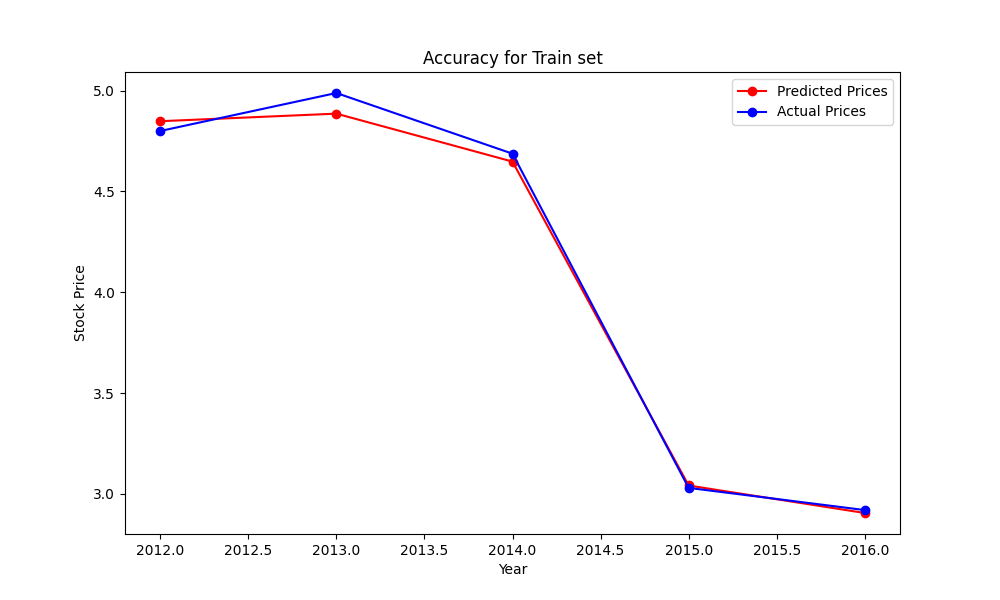 Accuracy for Train set
Predicted Prices
Actual Prices
5.0
4.5
4.0
3.5
3.0
Stock Price
2012.0 2012.5 2013.0 2013.5 2014.0 2014.5 2015.0 2015.5 2016.0
Year